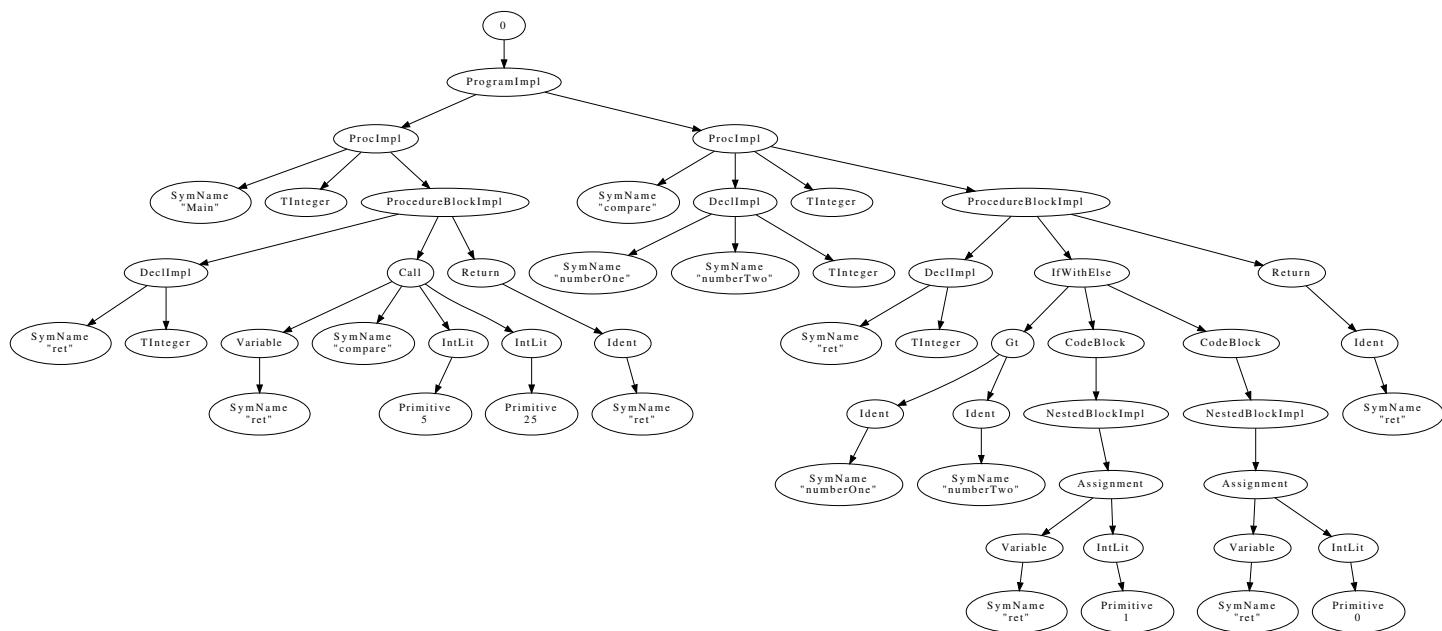 0
ProgramImpl
ProcImpl
ProcImpl
SymName
"Main"
TInteger
ProcedureBlockImpl
SymName
"compare"
DeclImpl
TInteger
ProcedureBlockImpl
DeclImpl
Call
Return
SymName
"numberOne"
SymName
"numberTwo"
TInteger
DeclImpl
IfWithElse
Return
SymName
"ret"
TInteger
Variable
SymName
"compare"
IntLit
IntLit
Ident
SymName
"ret"
TInteger
Gt
CodeBlock
CodeBlock
Ident
SymName
"ret"
Primitive
5
Primitive
25
SymName
"ret"
Ident
Ident
NestedBlockImpl
NestedBlockImpl
SymName
"ret"
SymName
"numberOne"
SymName
"numberTwo"
Assignment
Assignment
Variable
IntLit
Variable
IntLit
SymName
"ret"
Primitive
1
SymName
"ret"
Primitive
0